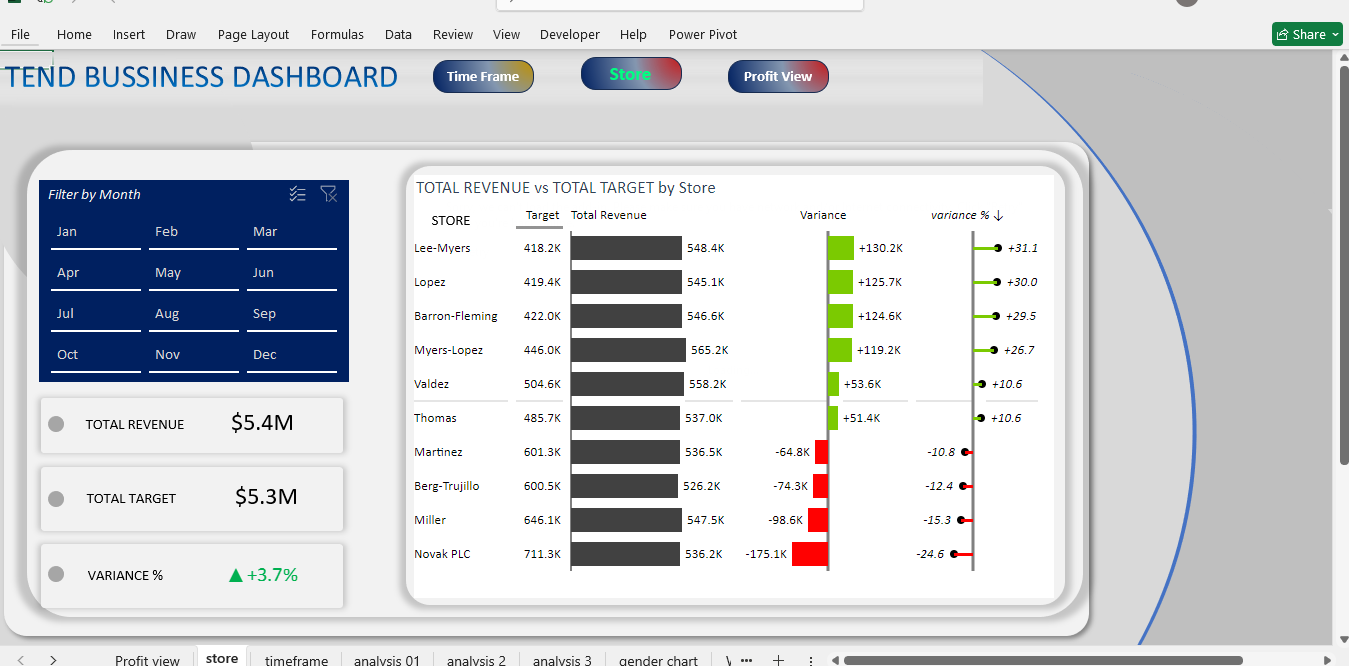 File Home Insert Draw Page Layout Formulas Data Review View Developer Help Power Pivot Share
TEND BUSSINESS DASHBOARD Time Frame Store Profit View
Filter by Month
Jan Feb Mar
Apr May Jun
Jul Aug Sep
Oct Nov Dec
TOTAL REVENUE $5.4M
TOTAL TARGET $5.3M
VARIANCE % ▲+3.7%
TOTAL REVENUE vs TOTAL TARGET by Store
STORE Target Total Revenue Variance variance % ↓
Lee-Myers 418.2K 548.4K +130.2K +31.1
Lopez 419.4K 545.1K +125.7K +30.0
Barron-Fleming 422.0K 546.6K +124.6K +29.5
Myers-Lopez 446.0K 565.2K +119.2K +26.7
Valdez 504.6K 558.2K +53.6K +10.6
Thomas 485.7K 537.0K +51.4K +10.6
Martinez 601.3K 536.5K -64.8K -10.8
Berg-Trujillo 600.5K 526.2K -74.3K -12.4
Miller 646.1K 547.5K -98.6K -15.3
Novak PLC 711.3K 536.2K -175.1K -24.6
Profit view store timeframe analysis 01 analysis 2 analysis 3 gender chart